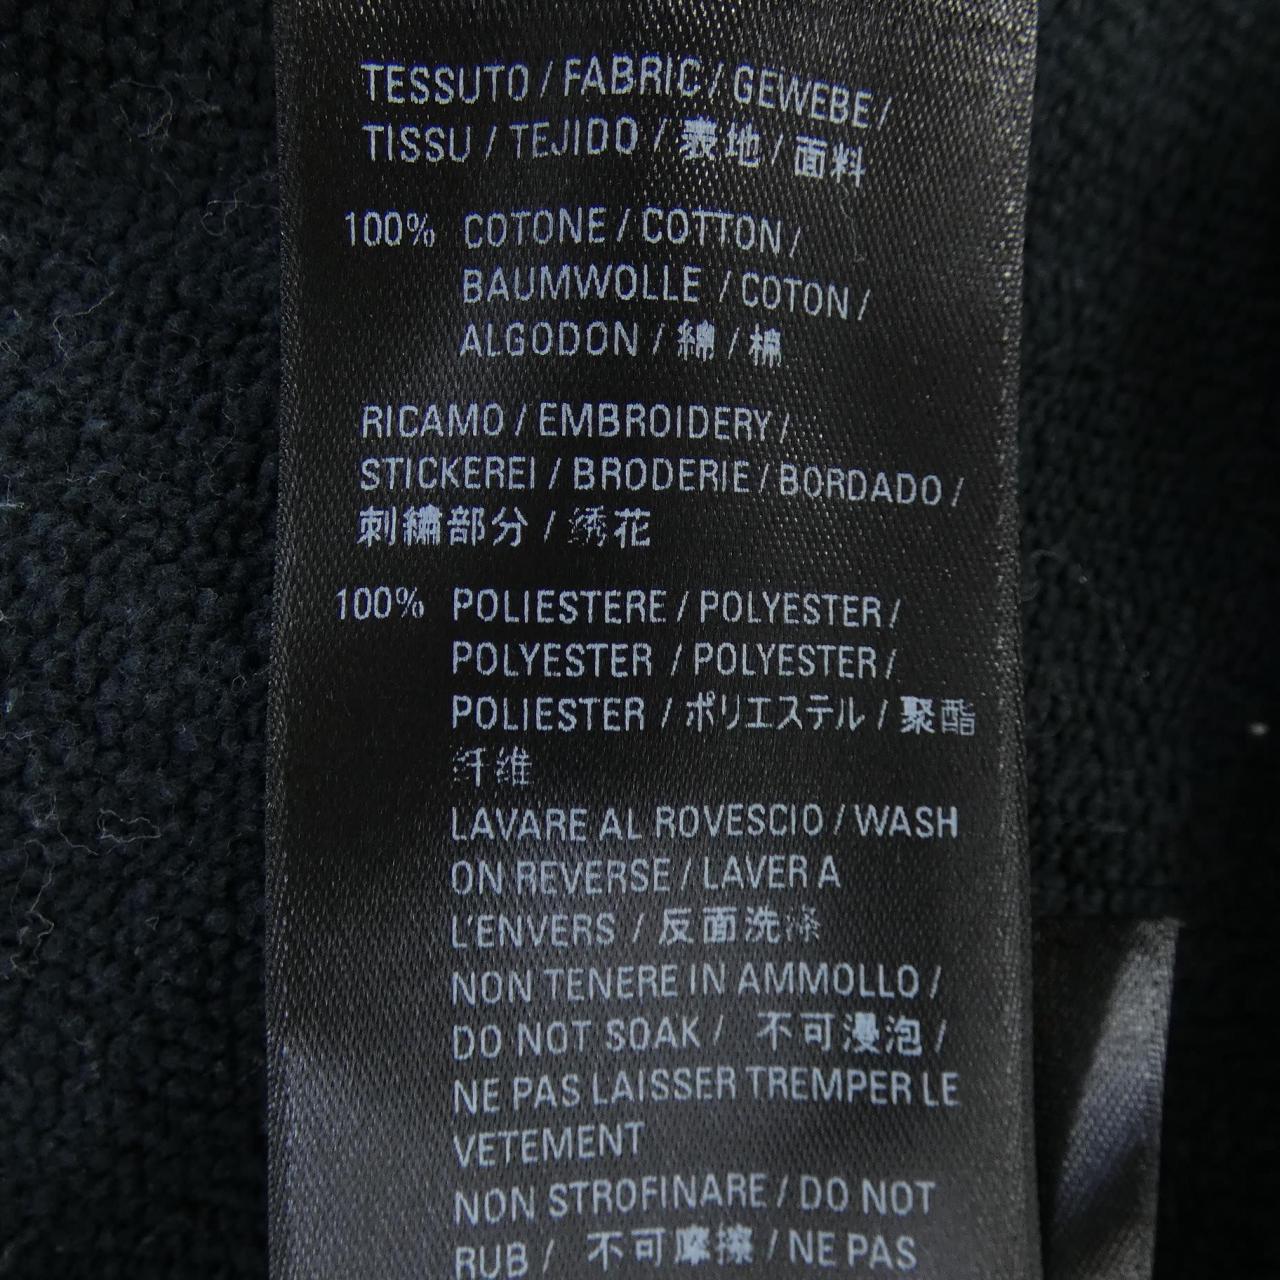 TESSUTO / FABRIC / GEWEBE /
TISSU / TEJIDO / 表地 / 面料
100% COTONE / COTTON /
BAUMWOLLE / COTON /
ALGODON / 綿 / 棉
RICAMO / EMBROIDERY /
STICKEREI / BRODERIE / BORDADO /
刺繍部分 / 绣花
100% POLIESTERE / POLYESTER /
POLYESTER / POLYESTER /
POLIESTER / ポリエステル / 聚酯
纤维
LAVARE AL ROVESCIO / WASH
ON REVERSE / LAVER A
L'ENVERS / 反面洗涤
NON TENERE IN AMMOLLO /
DO NOT SOAK / 不可浸泡 /
NE PAS LAISSER TREMPER LE
VETEMENT
NON STROFINARE / DO NOT
RUB / 不可摩擦 / NE PAS